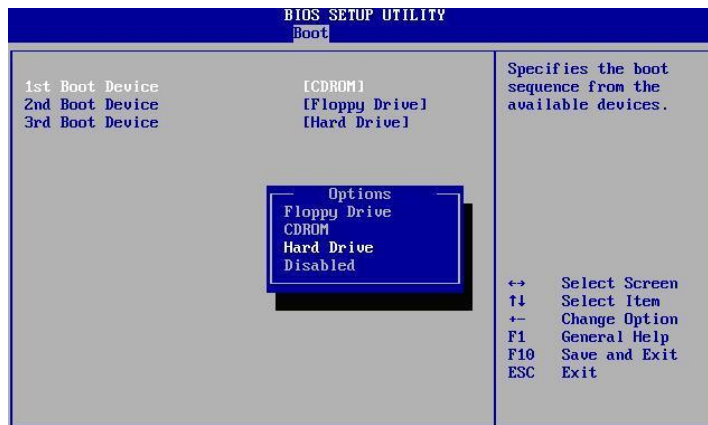 BIOS SETUP UTILITY
Boot
1st Boot Device [CDROM]
2nd Boot Device [Floppy Drive]
3rd Boot Device [Hard Drive]
Options
Floppy Drive
CDROM
Hard Drive
Disabled
Specifies the boot
sequence from the
available devices.
↔ Select Screen
↑↓ Select Item
+- Change Option
F1 General Help
F10 Save and Exit
ESC Exit